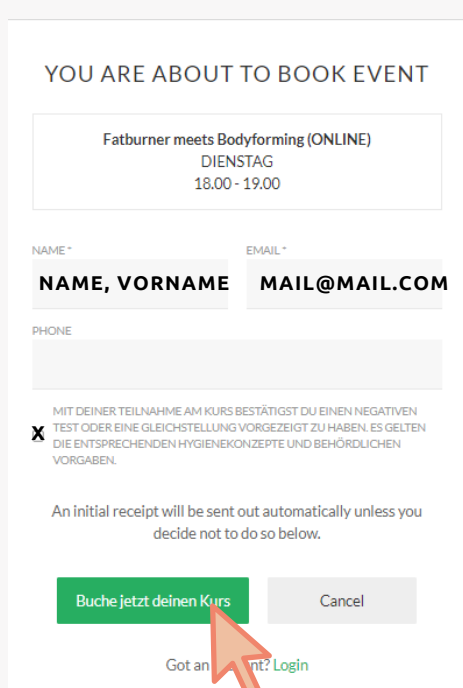 YOU ARE ABOUT TO BOOK EVENT
Fatburner meets Bodyforming (ONLINE)
DIENSTAG
18.00 - 19.00
NAME * EMAIL *
NAME, VORNAME MAIL@MAIL.COM
PHONE
MIT DEINER TEILNAHME AM KURS BESTÄTIGST DU EINEN NEGATIVEN
X TEST ODER EINE GLEICHSTELLUNG VORGEZEIGT ZU HABEN. ES GELTEN
DIE ENTSPRECHENDEN HYGIENEKONZEPTE UND BEHÖRDLICHEN
VORGABEN.
An initial receipt will be sent out automatically unless you
decide not to do so below.
Buche jetzt deinen Kurs Cancel
Got an Login